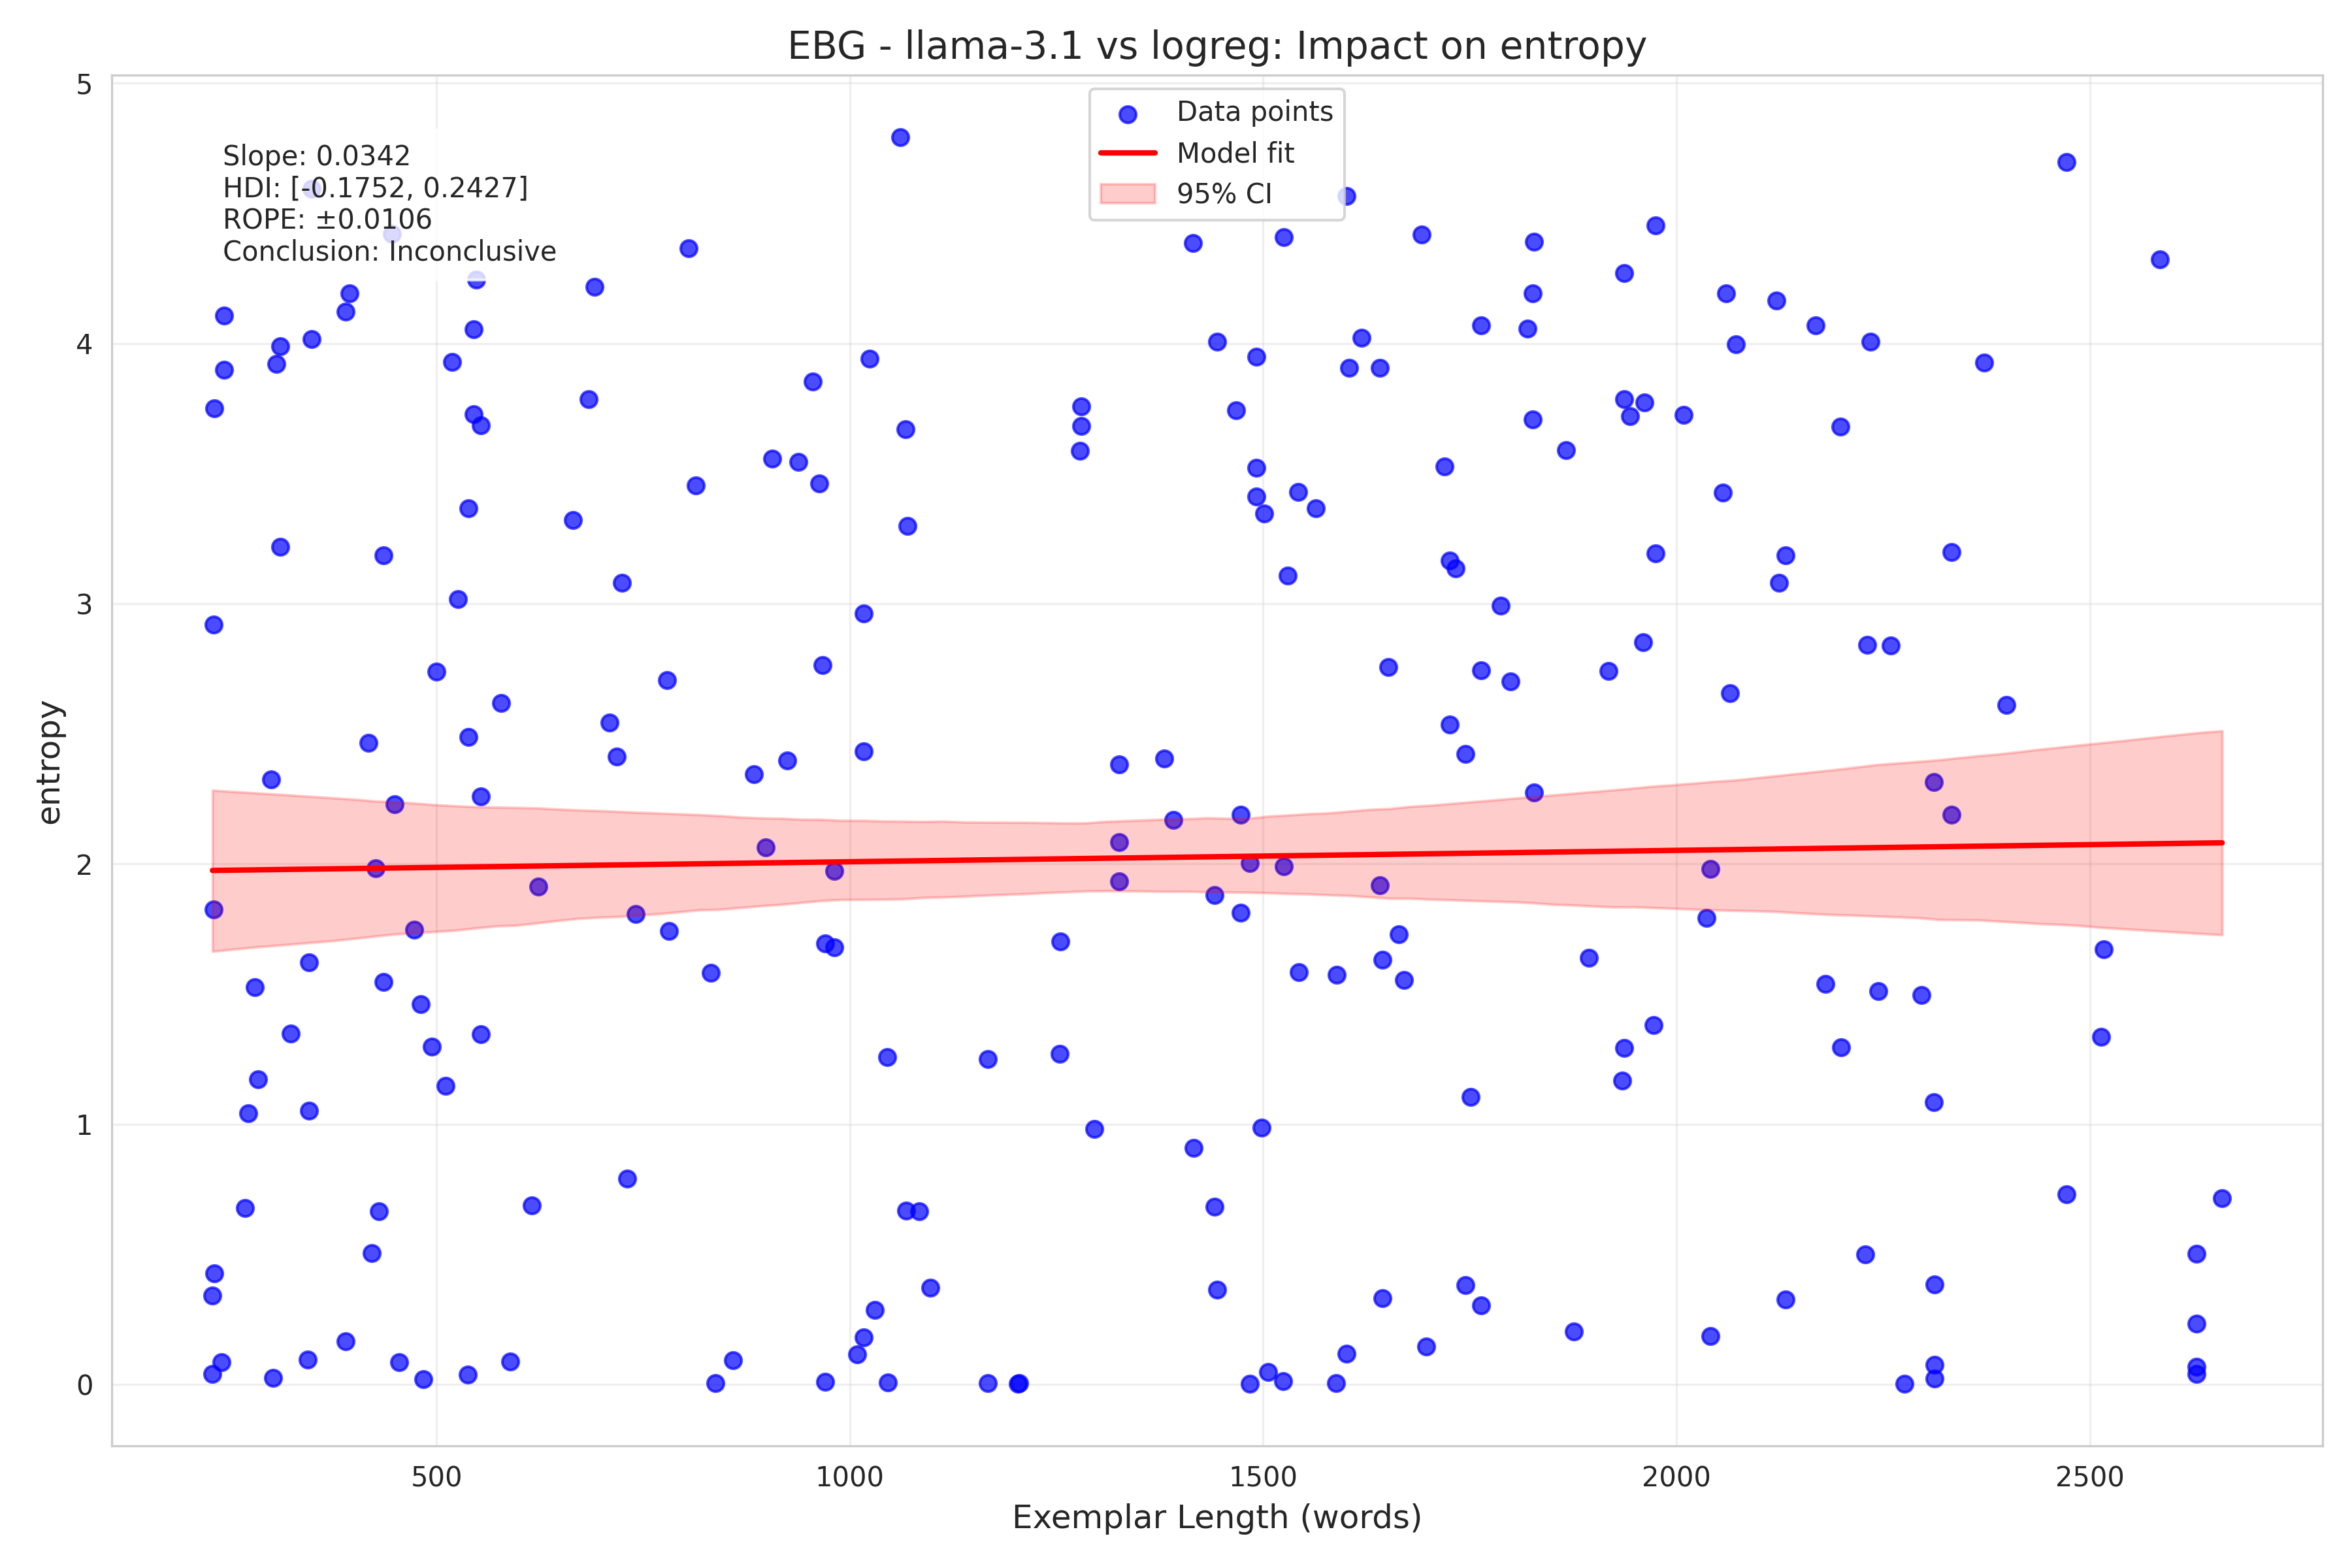 EBG - llama-3.1 vs logreg: Impact on entropy
Slope: 0.0342
HDI: [-0.1752, 0.2427]
ROPE: ±0.0106
Conclusion: Inconclusive
Data points
Model fit
95% CI
entropy
5
4
3
2
1
0
500
1000
1500
2000
2500
Exemplar Length (words)